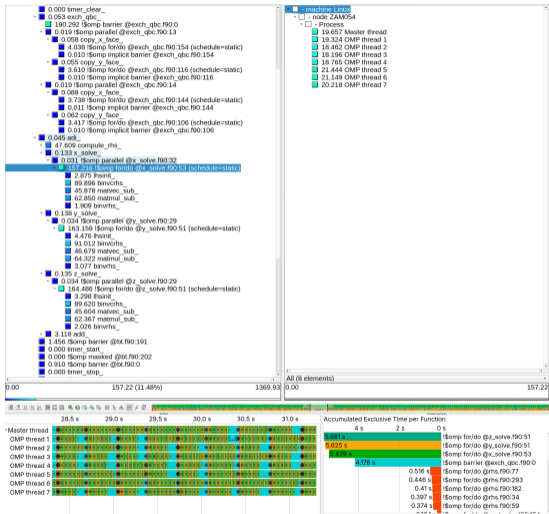 0.000 timer_clear_
0.053 exch_qbc_
190.292 !$omp barrier @exch_qbc.f90:0
0.019 !$omp parallel @exch_qbc.f90:13
0.058 copy_x_face_
4.038 !$omp for/do @exch_qbc.f90:154 (schedule=static)
0.010 !$omp implicit barrier @exch_qbc.f90:154
0.055 copy_y_face_
3.610 !$omp for/do @exch_qbc.f90:116 (schedule=static)
0.010 !$omp implicit barrier @exch_qbc.f90:116
0.019 !$omp parallel @exch_qbc.f90:14
0.088 copy_x_face_
3.738 !$omp for/do @exch_qbc.f90:144 (schedule=static)
0.011 !$omp implicit barrier @exch_qbc.f90:144
0.062 copy_y_face_
3.417 !$omp for/do @exch_qbc.f90:106 (schedule=static)
0.010 !$omp implicit barrier @exch_qbc.f90:106
0.045 adi_
47.609 compute_rhs_
0.133 x_solve_
0.031 !$omp parallel @x_solve.f90:32
157.216 !$omp for/do @x_solve.f90:53 (schedule=static)
2.875 lhsinit_
89.896 binvcrhs_
45.878 matvec_sub_
62.850 matmul_sub_
1.909 binvrhs_
0.138 y_solve_
0.034 !$omp parallel @y_solve.f90:29
163.159 !$omp for/do @y_solve.f90:51 (schedule=static)
4.476 lhsinit_
91.012 binvcrhs_
46.679 matvec_sub_
64.322 matmul_sub_
3.077 binvrhs_
0.135 z_solve_
0.034 !$omp parallel @z_solve.f90:29
164.486 !$omp for/do @z_solve.f90:51 (schedule=static)
3.298 lhsinit_
89.620 binvcrhs_
45.604 matvec_sub_
62.367 matmul_sub_
2.026 binvrhs_
3.118 add_
1.456 !$omp barrier @bt.f90:191
0.000 timer_start_
0.000 !$omp masked @bt.f90:202
0.910 !$omp barrier @bt.f90:0
0.000 timer_stop_
0.00 157.22 (11.48%) 1369.93
- machine Linux
- node ZAM054
- Process
19.657 Master thread
19.324 OMP thread 1
18.462 OMP thread 2
18.196 OMP thread 3
18.765 OMP thread 4
21.444 OMP thread 5
21.149 OMP thread 6
20.218 OMP thread 7
All (8 elements)
0.00 157.22
28.5 s 29.0 s 29.5 s 30.0 s 30.5 s 31.0 s
Master thread
OMP thread 1
OMP thread 2
OMP thread 3
OMP thread 4
OMP thread 5
OMP thread 6
OMP thread 7
Accumulated Exclusive Time per Function
4 s 2 s 0 s
!$omp for/do @z_solve.f90:51
5.625 s !$omp for/do @y_solve.f90:51
5.429 s !$omp for/do @x_solve.f90:53
4.178 s !$omp barrier @exch_qbc.f90:0
0.516 s !$omp for/do @rhs.f90:77
0.446 s !$omp for/do @rhs.f90:293
0.41 s !$omp for/do @rhs.f90:182
0.397 s !$omp for/do @rhs.f90:34
0.374 s !$omp for/do @rhs.f90:59